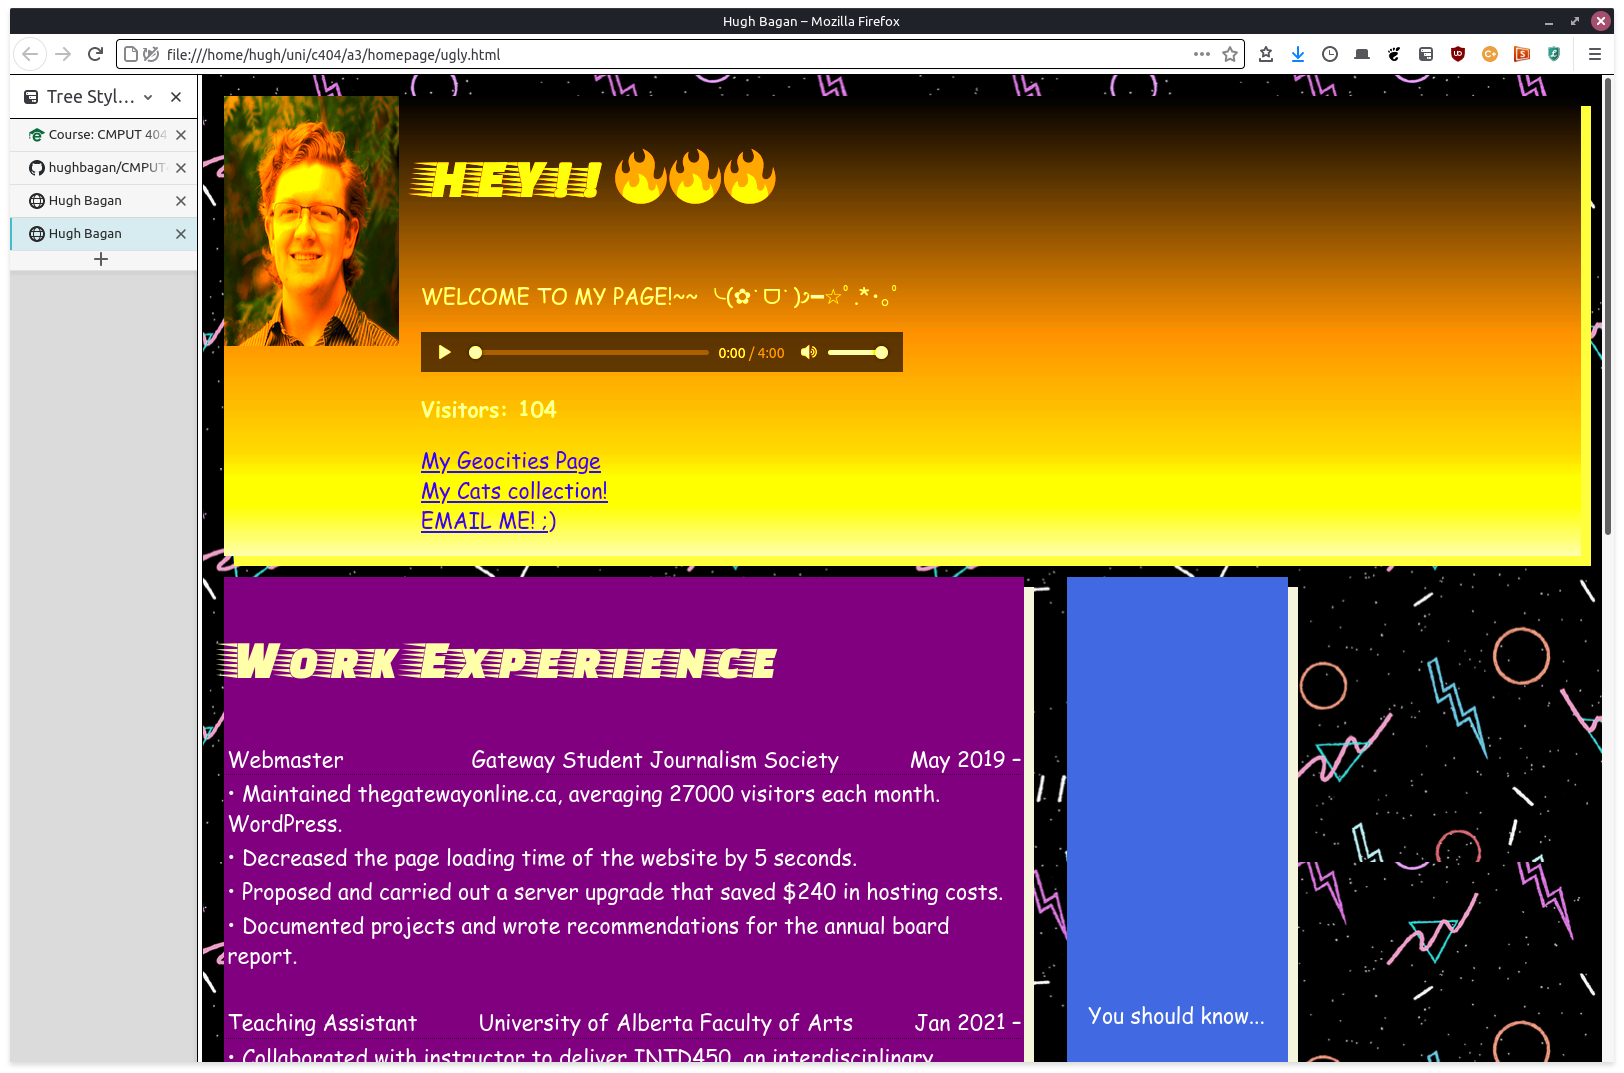 Hugh Bagan – Mozilla Firefox
file:///home/hugh/uni/c404/a3/homepage/ugly.html
Tree Styl...
Course: CMPUT 404
hughbagan/CMPUT
Hugh Bagan
Hugh Bagan
HEY!! 🔥🔥🔥
WELCOME TO MY PAGE!~~ ╰(✿˙ᗜ˙)੭━☆ﾟ.*･｡ﾟ
0:00 / 4:00
Visitors: 104
My Geocities Page
My Cats collection!
EMAIL ME! ;)
Work Experience
Webmaster Gateway Student Journalism Society May 2019 –
• Maintained thegatewayonline.ca, averaging 27000 visitors each month.
WordPress.
• Decreased the page loading time of the website by 5 seconds.
• Proposed and carried out a server upgrade that saved $240 in hosting costs.
• Documented projects and wrote recommendations for the annual board
report.
Teaching Assistant University of Alberta Faculty of Arts Jan 2021 –
• Collaborated with instructor to deliver INTD450, an interdisciplinary
You should know...